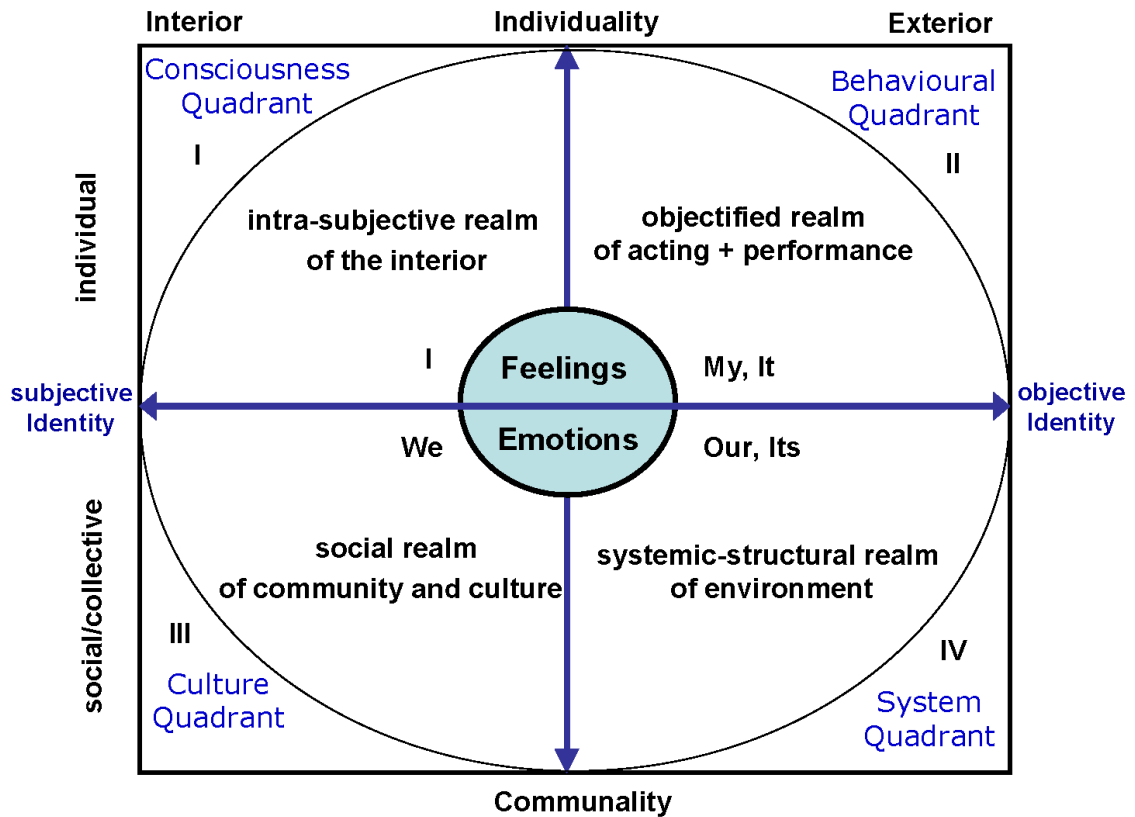 Interior
Individuality
Exterior
Consciousness
Quadrant
Behavioural
Quadrant
I
II
individual
intra-subjective realm
of the interior
objectified realm
of acting + performance
I
Feelings
My, It
subjective
Identity
objective
Identity
We
Emotions
Our, Its
social/collective
social realm
of community and culture
systemic-structural realm
of environment
III
IV
Culture
Quadrant
System
Quadrant
Communality